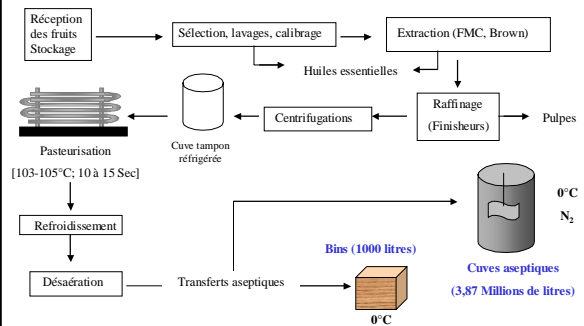 Réception
des fruits
Stockage
Sélection, lavages, calibrage
Extraction (FMC, Brown)
Huiles essentielles
Raffinage
(Finisheurs)
Pulpes
Centrifugations
Cuve tampon
réfrigérée
Pasteurisation
[103-105°C; 10 à 15 Sec]
Refroidissement
Désaération
Transferts aseptiques
Bins (1000 litres)
0°C
0°C
N2
Cuves aseptiques
(3,87 Millions de litres)